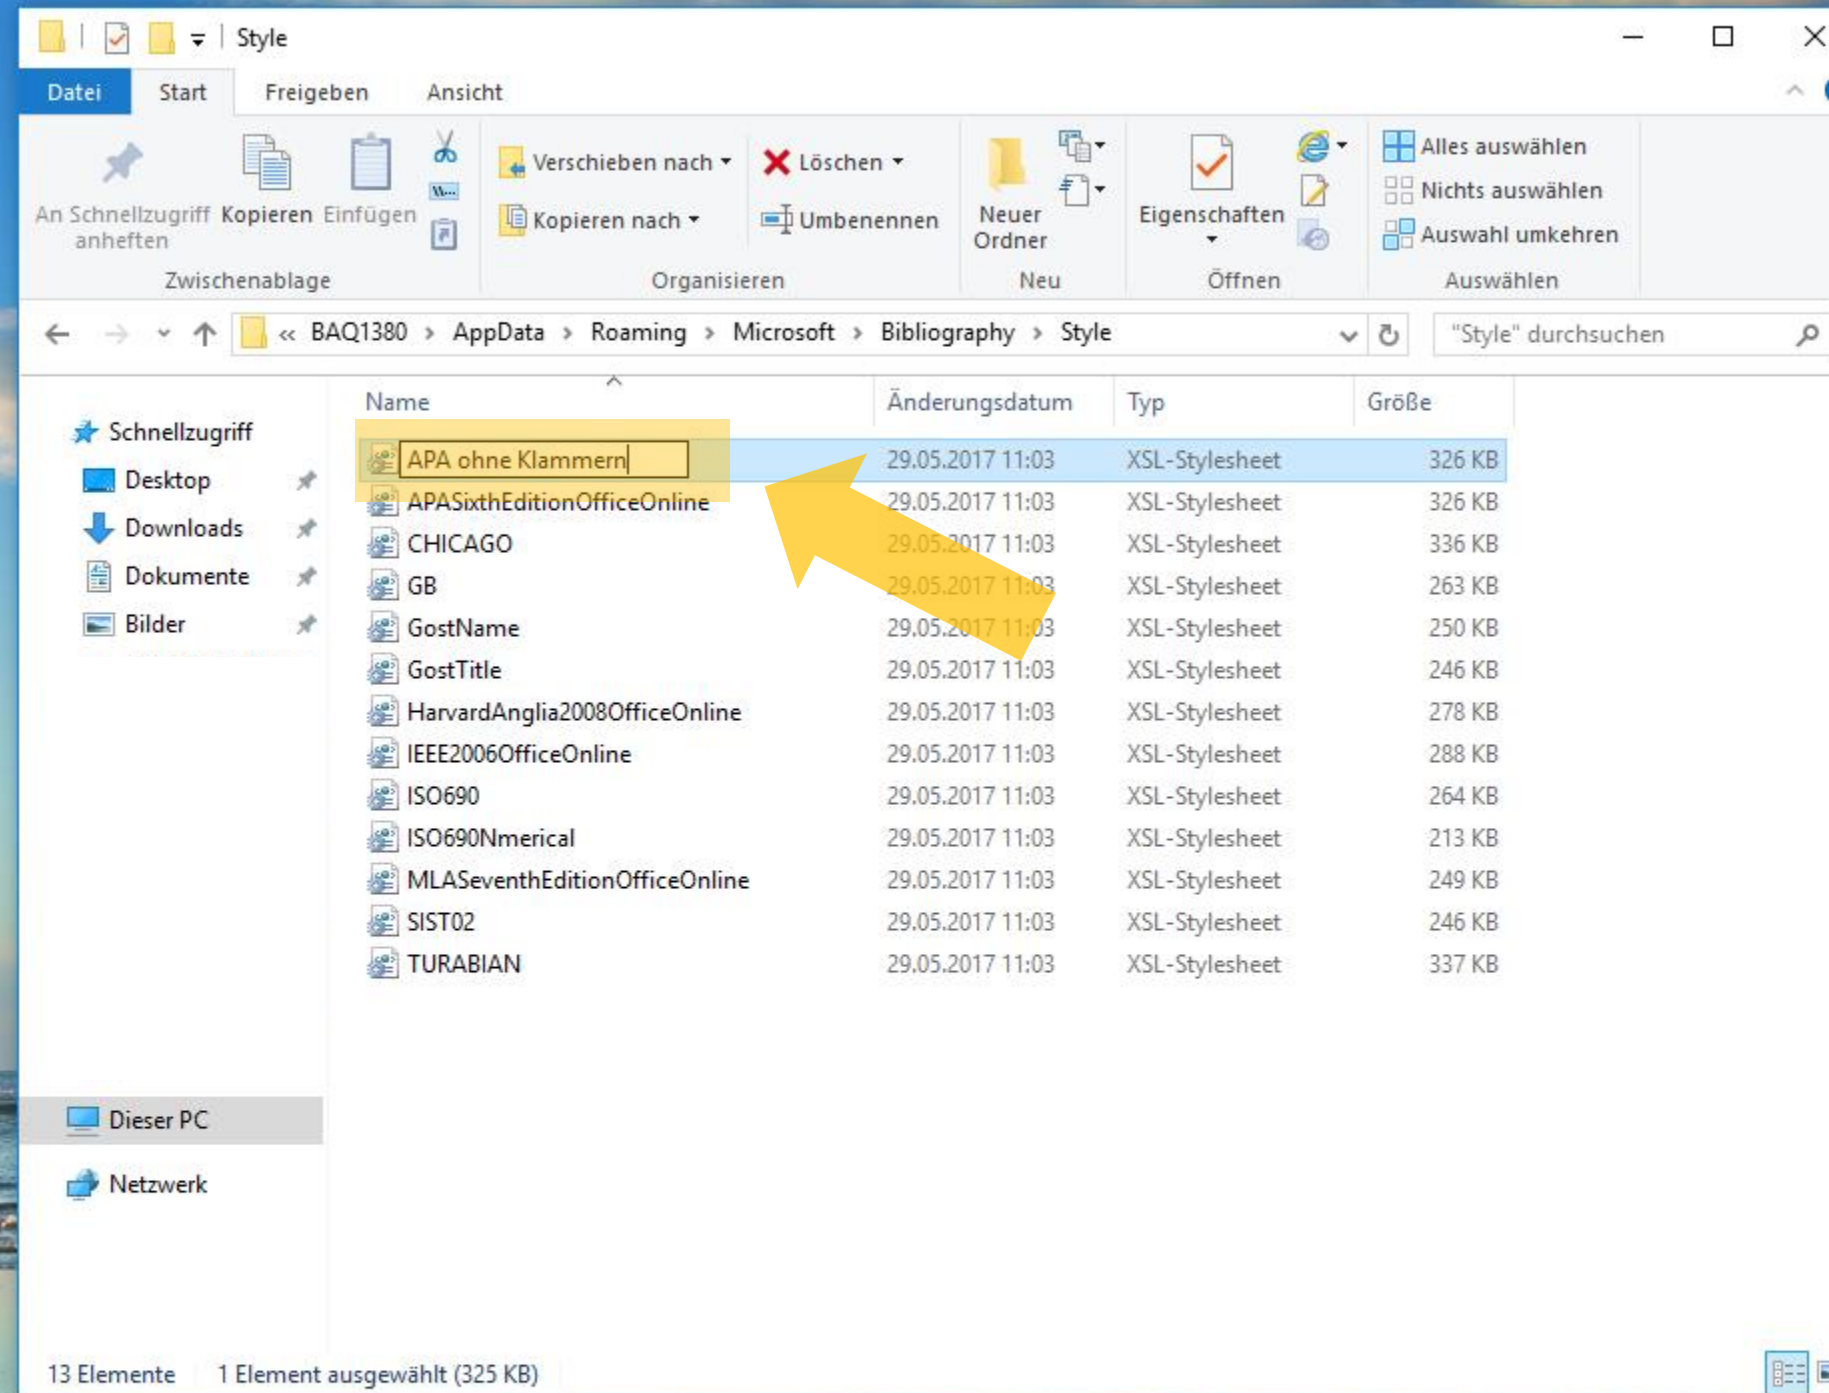 Style
Datei Start Freigeben Ansicht
An Schnellzugriff anheften
Kopieren
Einfügen
Verschieben nach
Kopieren nach
Löschen
Umbenennen
Neuer
Ordner
Eigenschaften
Alles auswählen
Nichts auswählen
Auswahl umkehren
Zwischenablage Organisieren Neu Öffnen Auswählen
« BAQ1380 > AppData > Roaming > Microsoft > Bibliography > Style
"Style" durchsuchen
Schnellzugriff
Desktop
Downloads
Dokumente
Bilder
Dieser PC
Netzwerk
Name Änderungsdatum Typ Größe
APA ohne Klammern 29.05.2017 11:03 XSL-Stylesheet 326 KB
APASixthEditionOfficeOnline 29.05.2017 11:03 XSL-Stylesheet 326 KB
CHICAGO 29.05.2017 11:03 XSL-Stylesheet 336 KB
GB 29.05.2017 11:03 XSL-Stylesheet 263 KB
GostName 29.05.2017 11:03 XSL-Stylesheet 250 KB
GostTitle 29.05.2017 11:03 XSL-Stylesheet 246 KB
HarvardAnglia2008OfficeOnline 29.05.2017 11:03 XSL-Stylesheet 278 KB
IEEE2006OfficeOnline 29.05.2017 11:03 XSL-Stylesheet 288 KB
ISO690 29.05.2017 11:03 XSL-Stylesheet 264 KB
ISO690Nmerical 29.05.2017 11:03 XSL-Stylesheet 213 KB
MLASeventhEditionOfficeOnline 29.05.2017 11:03 XSL-Stylesheet 249 KB
SIST02 29.05.2017 11:03 XSL-Stylesheet 246 KB
TURABIAN 29.05.2017 11:03 XSL-Stylesheet 337 KB
13 Elemente 1 Element ausgewählt (325 KB)